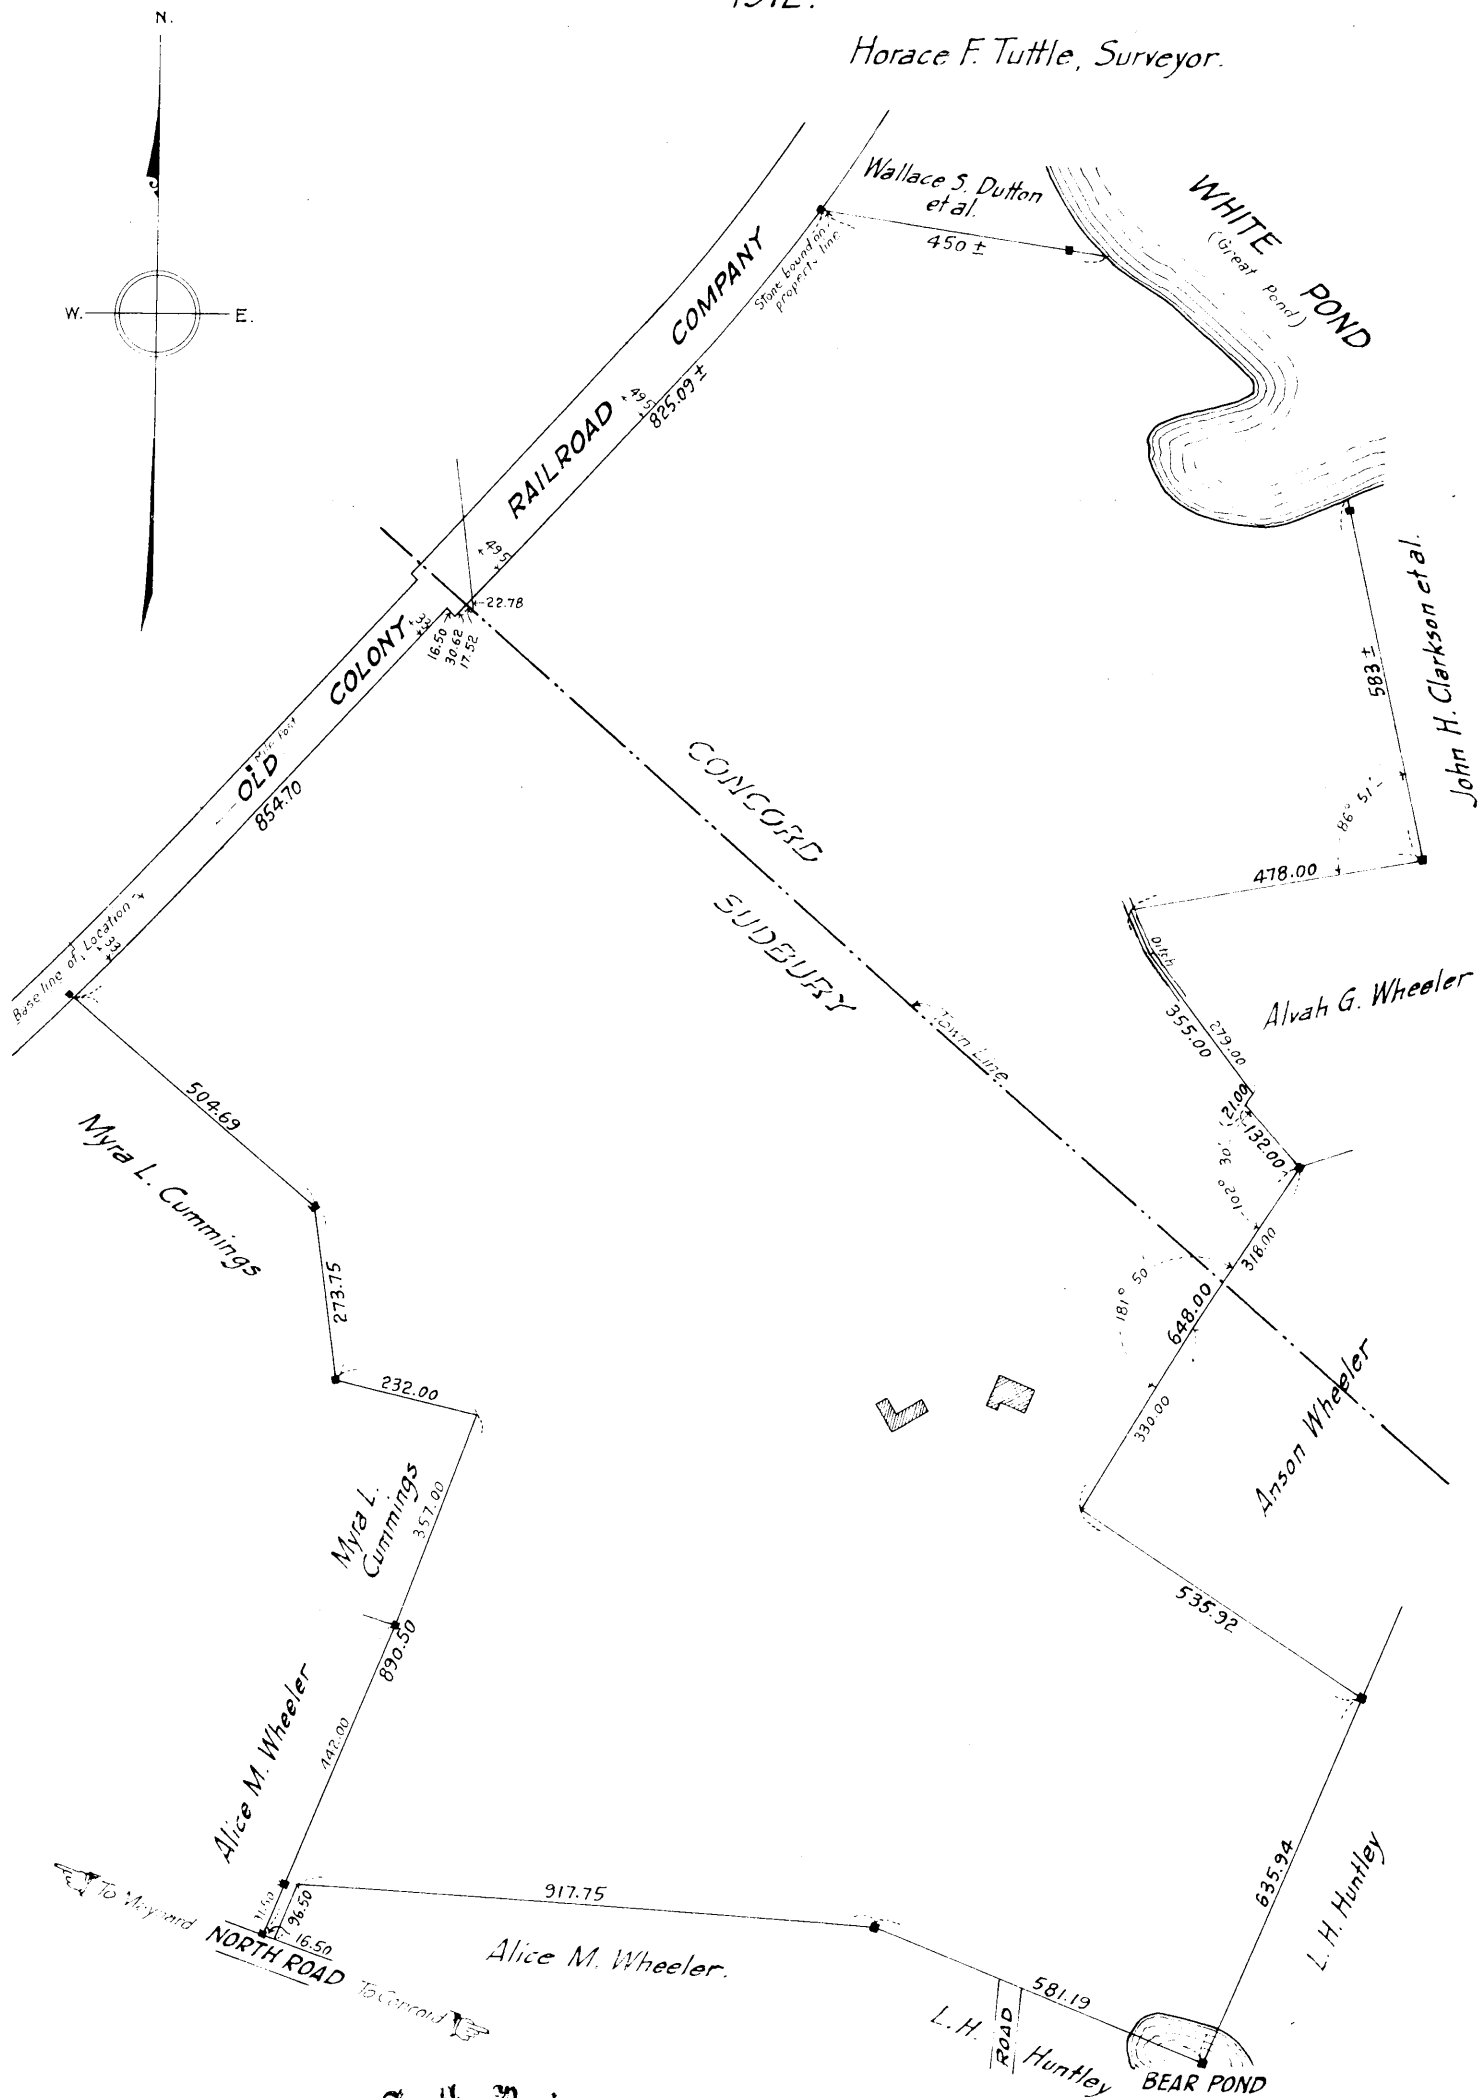 1912.
Horace F. Tuttle, Surveyor.
N.
W.
E.
Wallace S. Dutton
et al.
450 ±
WHITE POND
(Great Pond)
Stone bound on
property line
OLD COLONY RAILROAD COMPANY
495
825.09 ±
495
22.78
16.50
30.62
17.52
33
Mile Post
854.70
Base line of Location
33
CONCORD
SUDBURY
Town Line
John H. Clarkson et al.
583 ±
86° 51'
478.00
Ditch
Alvah G. Wheeler
279.00
355.00
21.00
132.00
102° 30'
318.00
181° 50'
648.00
330.00
Anson Wheeler
504.69
Myra L. Cummings
273.75
232.00
Myra L.
Cummings
357.00
890.50
535.92
Alice M. Wheeler
442.00
635.94
L. H. Huntley
917.75
96.50
16.50
To Maynard
NORTH ROAD
To Concord
Alice M. Wheeler.
581.19
L. H. Huntley
ROAD
BEAR POND